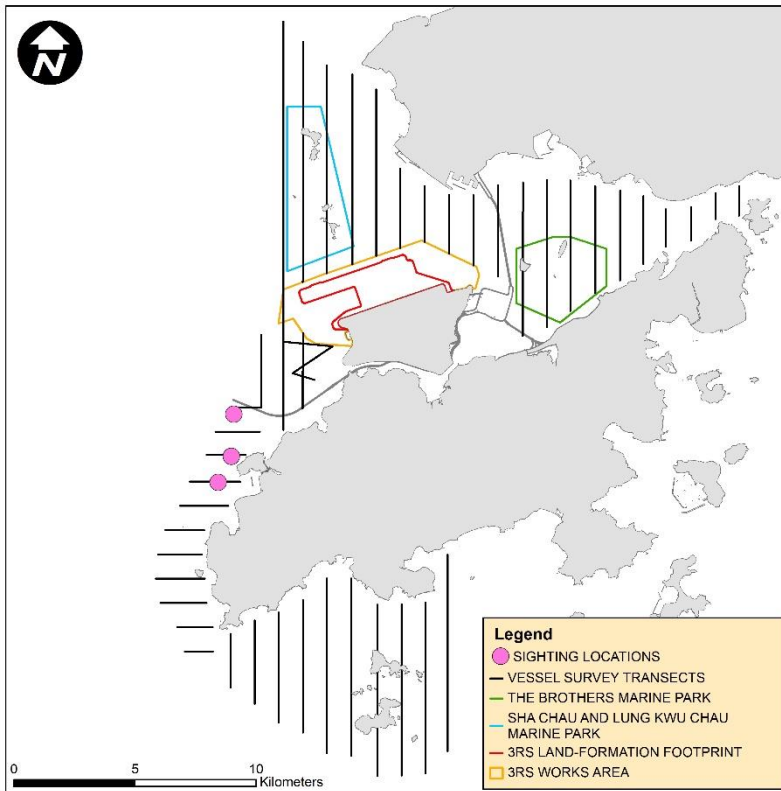 N
Legend
SIGHTING LOCATIONS
VESSEL SURVEY TRANSECTS
THE BROTHERS MARINE PARK
SHA CHAU AND LUNG KWU CHAU
MARINE PARK
3RS LAND-FORMATION FOOTPRINT
3RS WORKS AREA
0 5 10
Kilometers